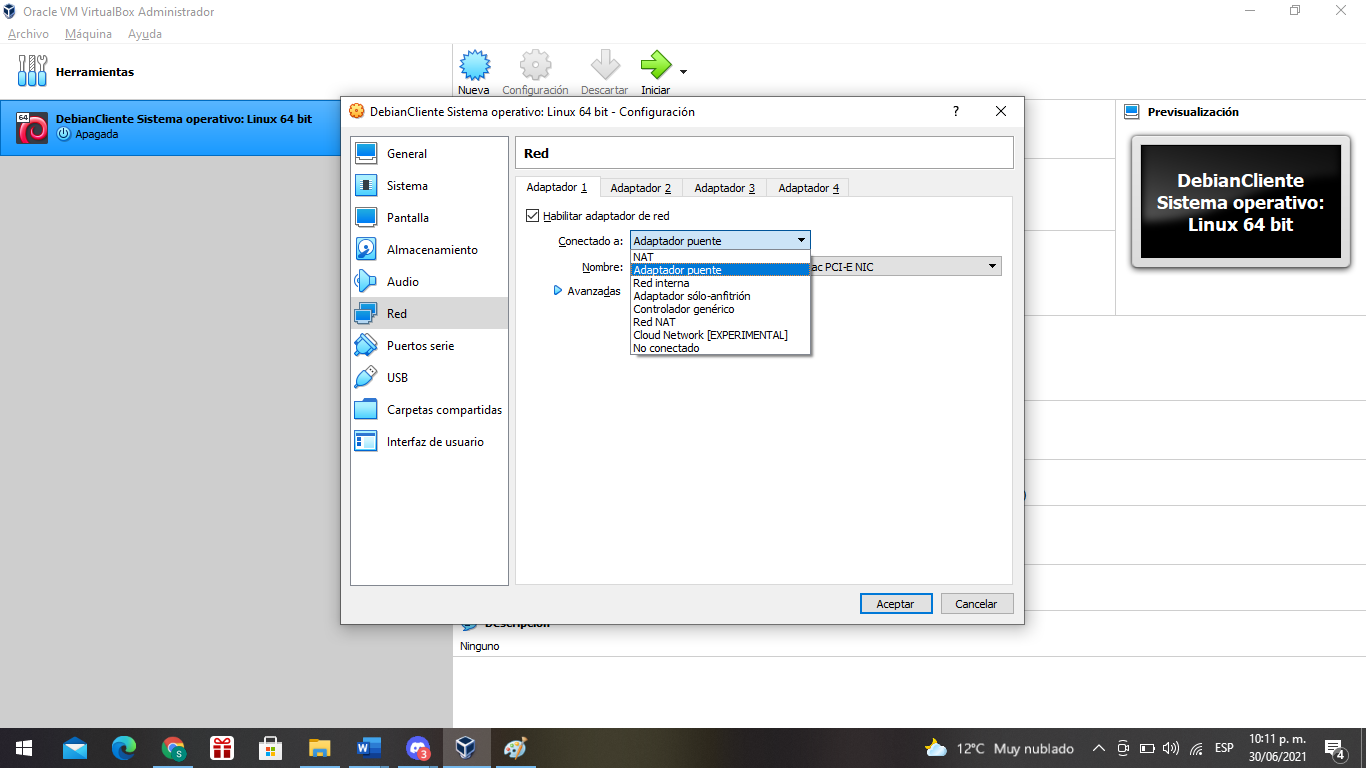 Oracle VM VirtualBox Administrador
Archivo Máquina Ayuda
Herramientas
Nueva Configuración Descartar Iniciar
64
DebianCliente Sistema operativo: Linux 64 bit
Apagada
DebianCliente Sistema operativo: Linux 64 bit - Configuración
?
General
Sistema
Pantalla
Almacenamiento
Audio
Red
Puertos serie
USB
Carpetas compartidas
Interfaz de usuario
Red
Adaptador 1 Adaptador 2 Adaptador 3 Adaptador 4
Habilitar adaptador de red
Conectado a: Adaptador puente
Nombre: ac PCI-E NIC
Avanzadas
NAT
Adaptador puente
Red interna
Adaptador sólo-anfitrión
Controlador genérico
Red NAT
Cloud Network [EXPERIMENTAL]
No conectado
Aceptar Cancelar
Previsualización
DebianCliente
Sistema operativo:
Linux 64 bit
Descripción
Ninguno
12°C Muy nublado
ESP
10:11 p. m.
30/06/2021
4
S
W
3